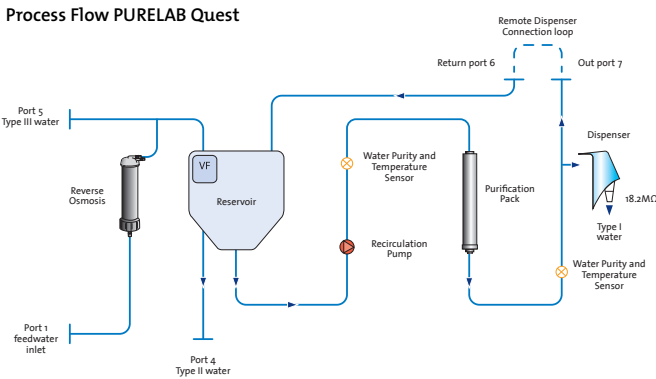 Process Flow PURELAB Quest
Remote Dispenser
Connection loop
Return port 6
Out port 7
Port 5
Type III water
Dispenser
VF
Water Purity and
Temperature
Sensor
Reverse
Osmosis
Reservoir
Purification
Pack
18.2MΩ
Type I
water
Recirculation
Pump
Water Purity and
Temperature
Sensor
Port 1
feedwater
inlet
Port 4
Type II water